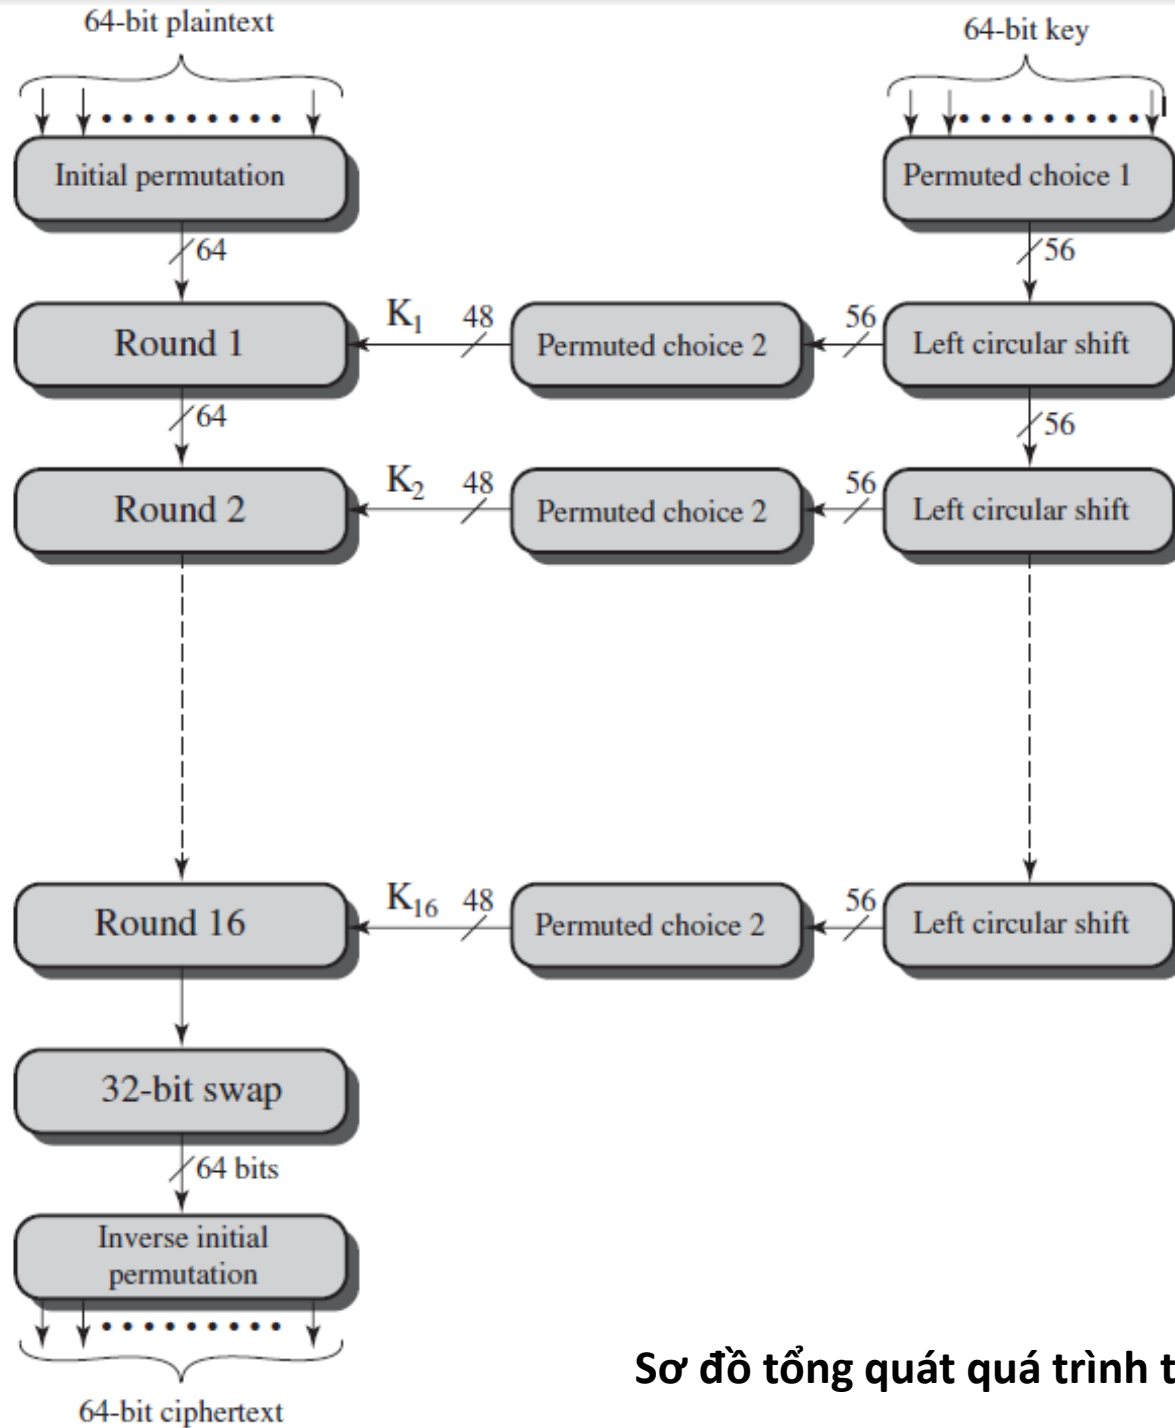 64-bit plaintext
64-bit key
Initial permutation
Permuted choice 1
64
56
Round 1
K1
48
Permuted choice 2
56
Left circular shift
64
56
Round 2
K2
48
Permuted choice 2
56
Left circular shift
Round 16
K16
48
Permuted choice 2
56
Left circular shift
32-bit swap
64 bits
Inverse initial
permutation
64-bit ciphertext
Sơ đồ tổng quát quá trình t